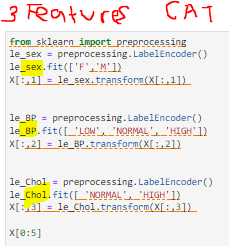 3 Features CAT
from sklearn import preprocessing
le_sex = preprocessing.LabelEncoder()
le_sex.fit(['F','M'])
X[:,1] = le_sex.transform(X[:,1])
le_BP = preprocessing.LabelEncoder()
le_BP.fit([ 'LOW', 'NORMAL', 'HIGH'])
X[:,2] = le_BP.transform(X[:,2])
le_Chol = preprocessing.LabelEncoder()
le_Chol.fit([ 'NORMAL', 'HIGH'])
X[:,3] = le_Chol.transform(X[:,3])
X[0:5]